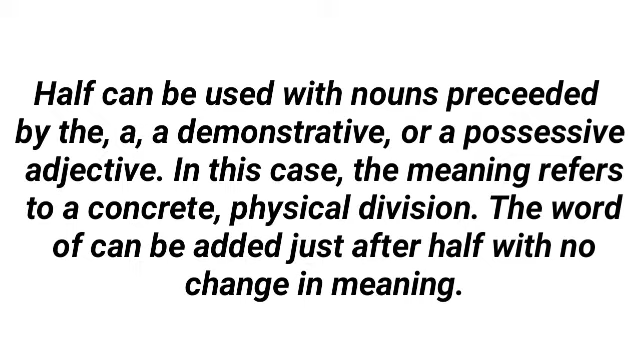 Half can be used with nouns preceeded
by the, a, a demonstrative, or a possessive
adjective. In this case, the meaning refers
to a concrete, physical division. The word
of can be added just after half with no
change in meaning.